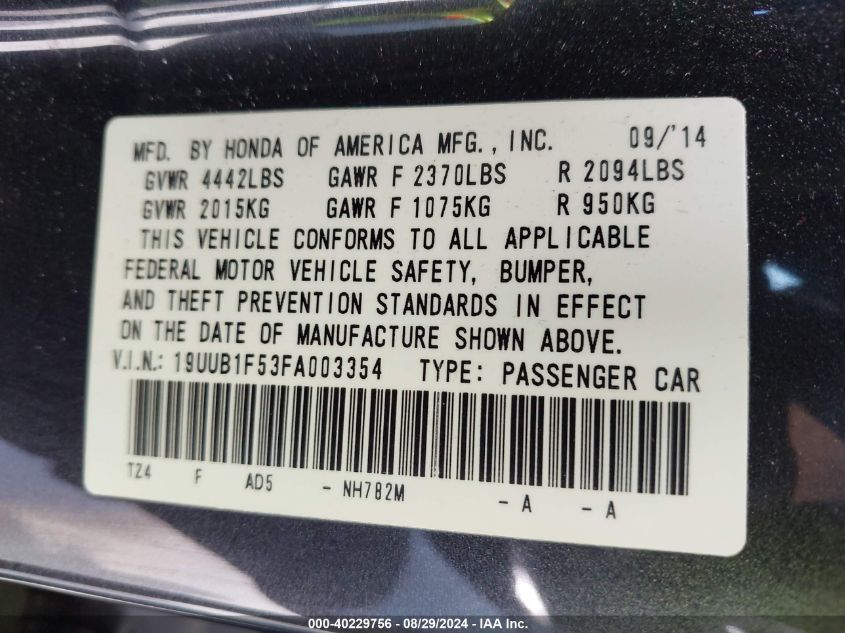 MFD. BY HONDA OF AMERICA MFG., INC. 09/'14
GVWR 4442LBS GAWR F 2370LBS R 2094LBS
GVWR 2015KG GAWR F 1075KG R 950KG
THIS VEHICLE CONFORMS TO ALL APPLICABLE
FEDERAL MOTOR VEHICLE SAFETY, BUMPER,
AND THEFT PREVENTION STANDARDS IN EFFECT
ON THE DATE OF MANUFACTURE SHOWN ABOVE.
V.I.N.: 19UUB1F53FA003354 TYPE: PASSENGER CAR
TZ4 F AD5 - NH782M - A - A
000-40229756 - 08/29/2024 - IAA Inc.